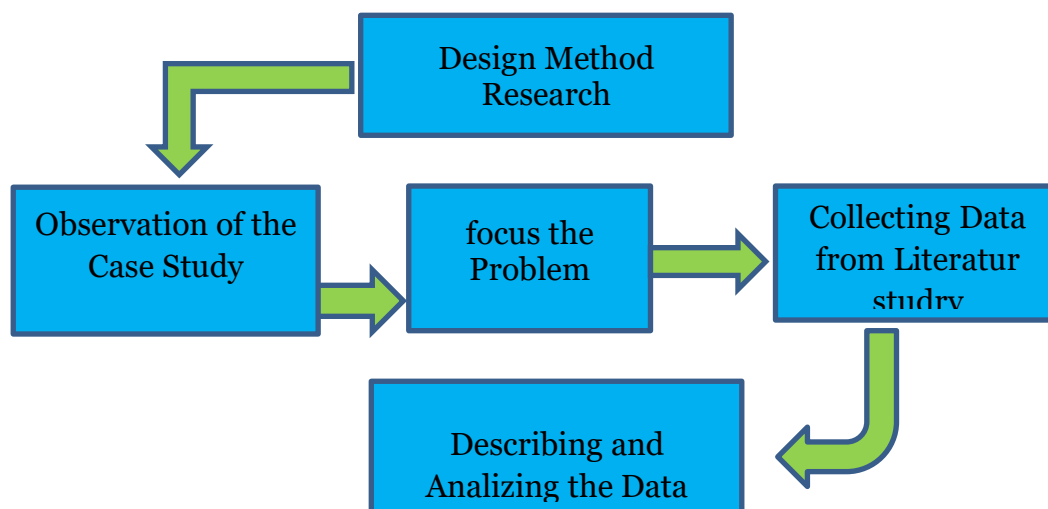 Design Method
Research
Observation of the
Case Study
focus the
Problem
Collecting Data
from Literatur
studry
Describing and
Analizing the Data